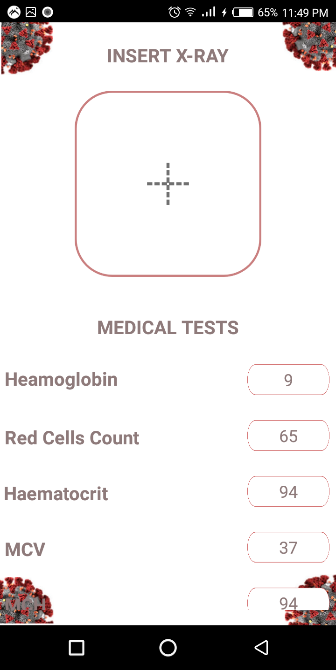 65% 11:49 PM
INSERT X-RAY
MEDICAL TESTS
Heamoglobin 9
Red Cells Count 65
Haematocrit 94
MCV 37
94